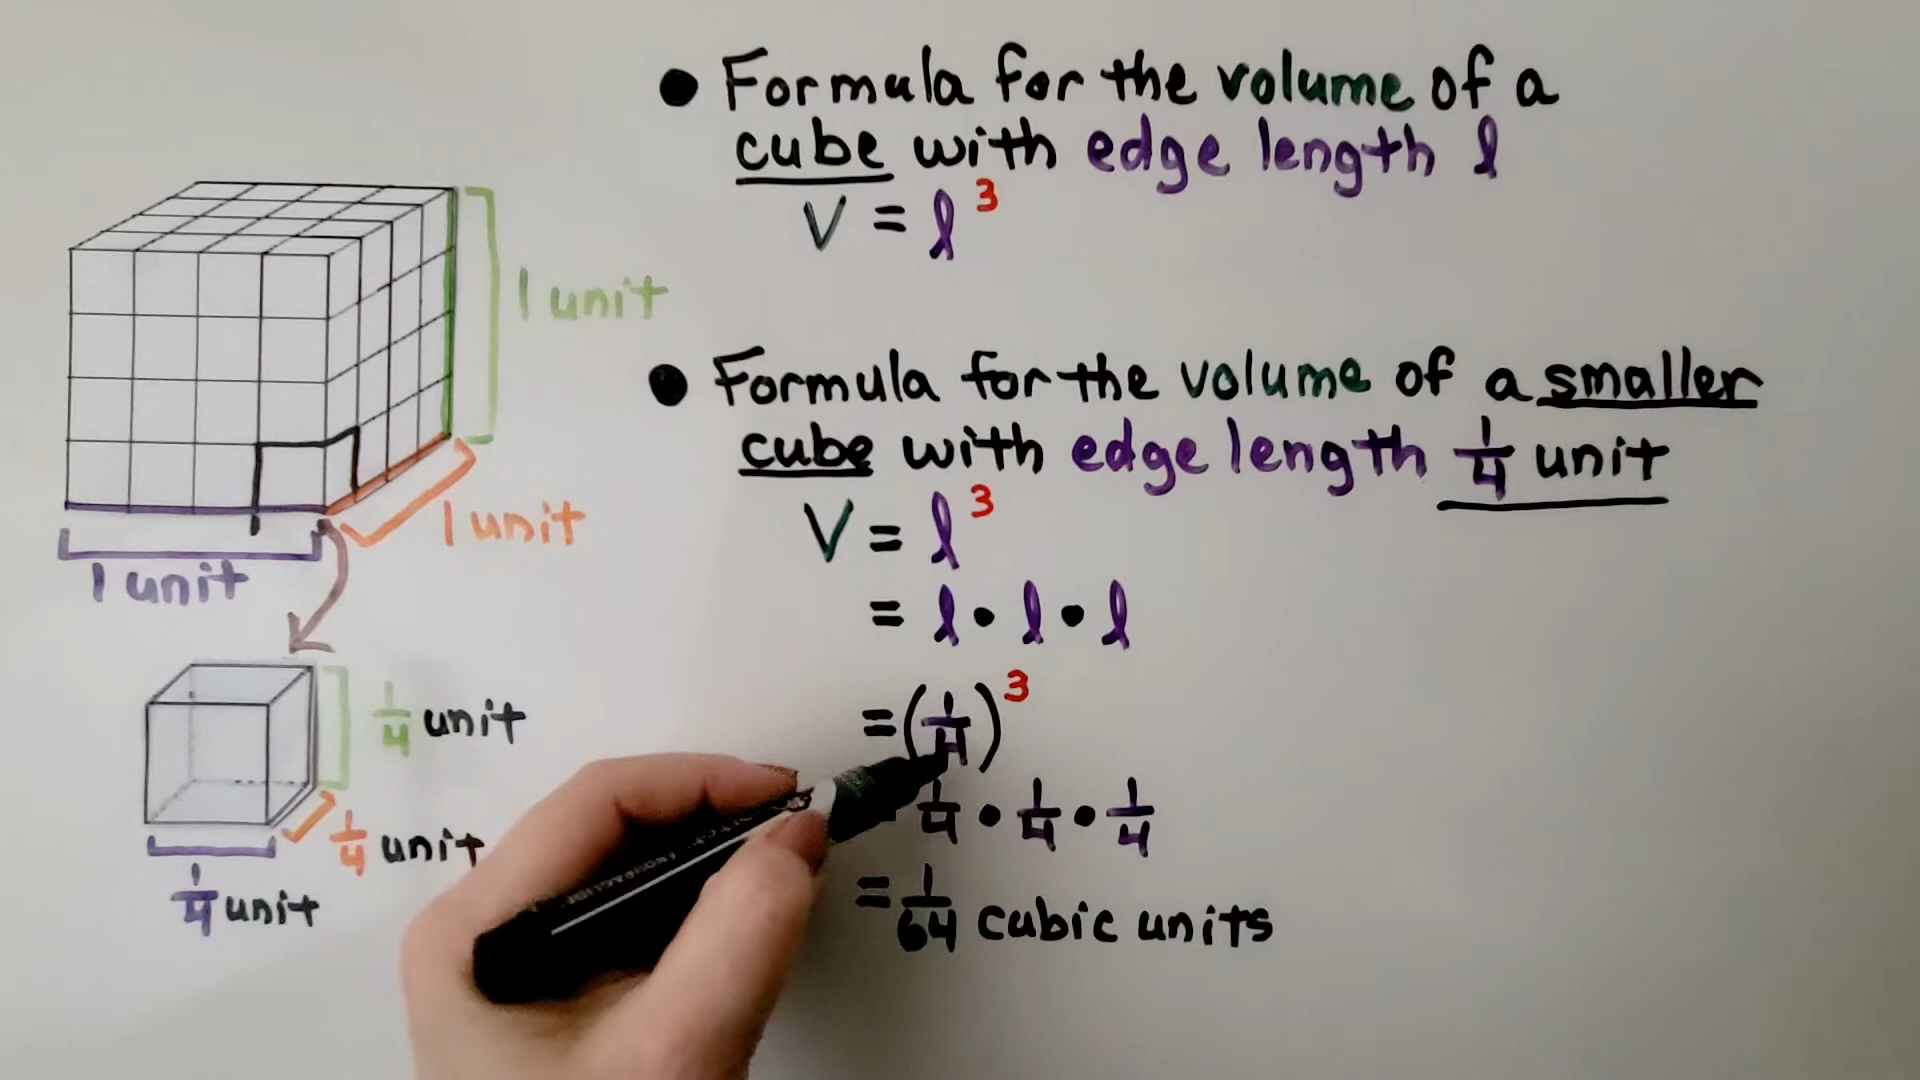 ● Formula for the volume of a
cube with edge length l
V = l³
1 unit
1 unit
1 unit
● Formula for the volume of a smaller
cube with edge length 1/4 unit
V = l³
= l • l • l
= (1/4)³
1/4 • 1/4 • 1/4
= 1/64 cubic units
1/4 unit
1/4 unit
1/4 unit